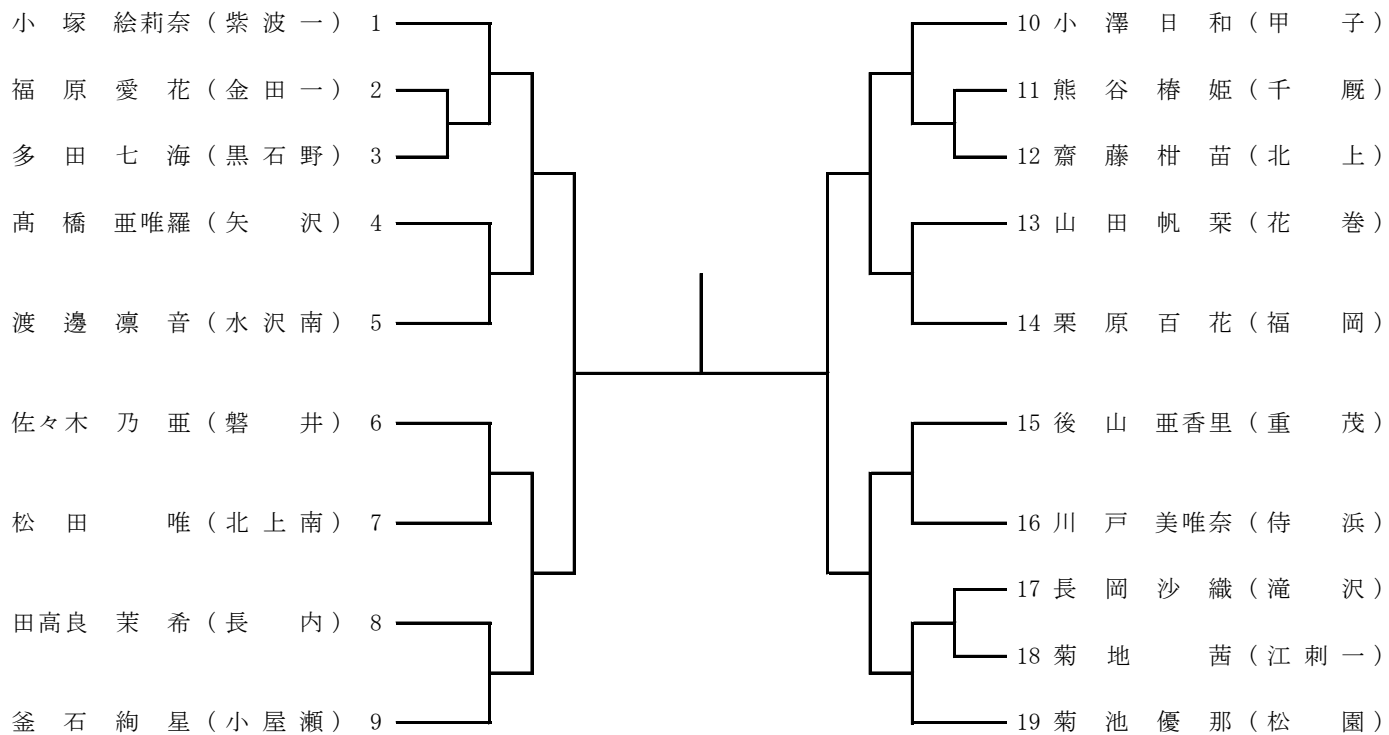 小塚 絵莉奈（紫波一） 1
福原愛花（金田一） 2
多田七海（黒石野） 3
髙橋 亜唯羅（矢沢） 4
渡邊凛音（水沢南） 5
佐々木乃亜（磐井） 6
松田 唯（北上南） 7
田高良茉希（長内） 8
釜石絢星（小屋瀬） 9
10 小澤日和（甲子）
11 熊谷椿姫（千厩）
12 齋藤柑苗（北上）
13 山田帆栞（花巻）
14 栗原百花（福岡）
15 後山 亜香里（重茂）
16 川戸 美唯奈（侍浜）
17 長岡沙織（滝沢）
18 菊地 茜（江刺一）
19 菊池優那（松園）